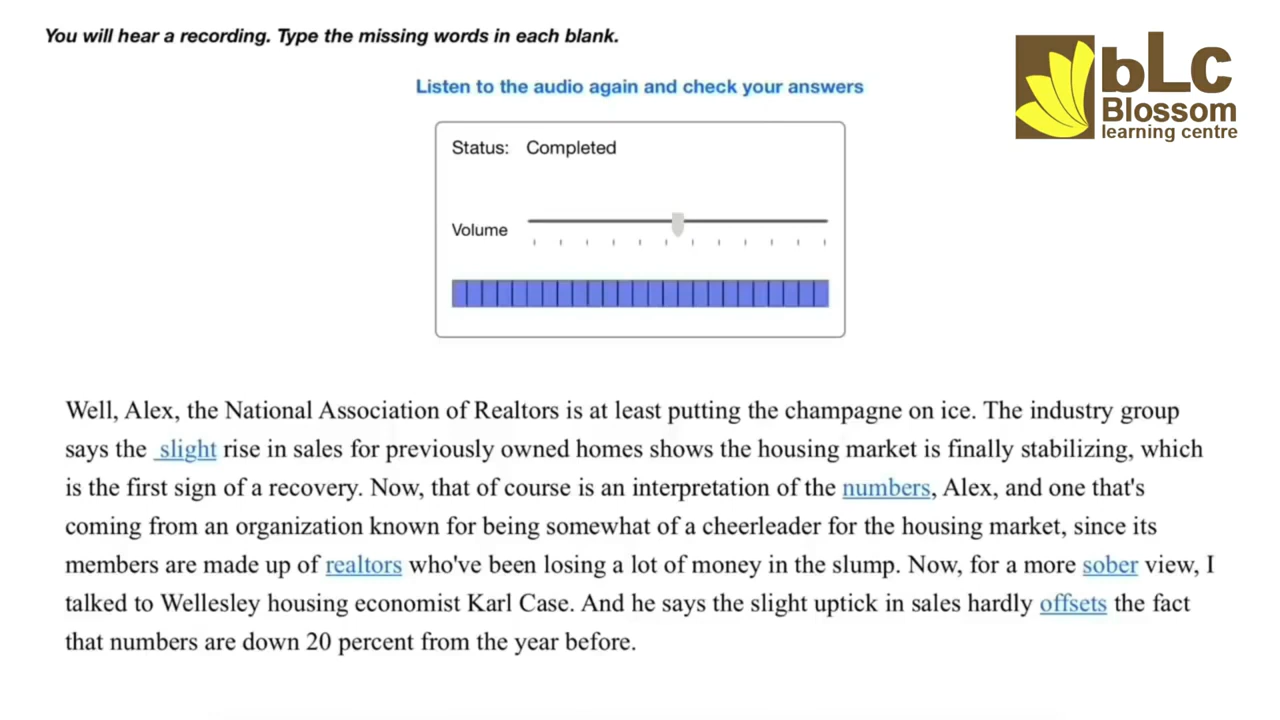 You will hear a recording. Type the missing words in each blank.
bLc
Blossom
learning centre
Listen to the audio again and check your answers
Status: Completed
Volume
Well, Alex, the National Association of Realtors is at least putting the champagne on ice. The industry group
says the slight rise in sales for previously owned homes shows the housing market is finally stabilizing, which
is the first sign of a recovery. Now, that of course is an interpretation of the numbers, Alex, and one that's
coming from an organization known for being somewhat of a cheerleader for the housing market, since its
members are made up of realtors who've been losing a lot of money in the slump. Now, for a more sober view, I
talked to Wellesley housing economist Karl Case. And he says the slight uptick in sales hardly offsets the fact
that numbers are down 20 percent from the year before.